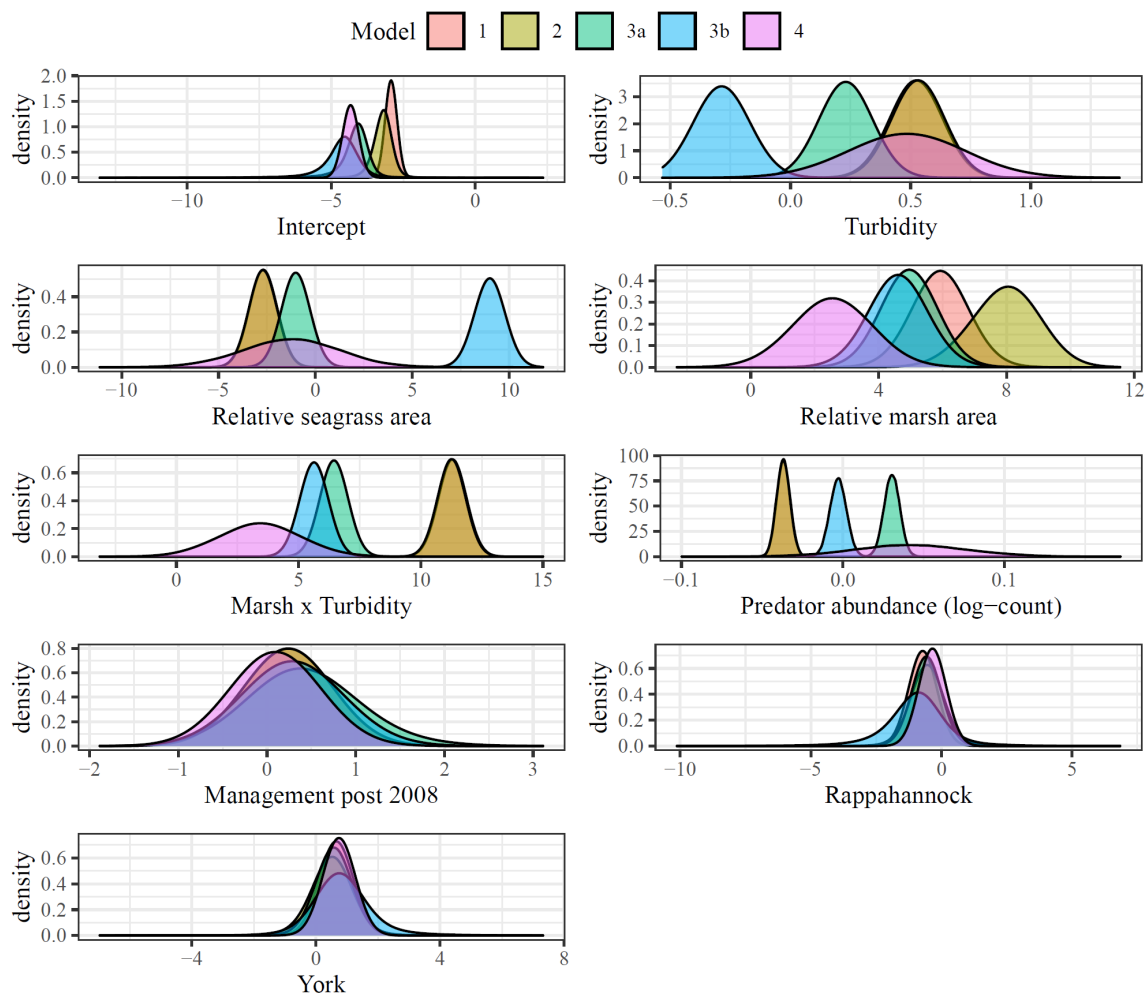 Model 1 2 3a 3b 4
density
2.0
1.5
1.0
0.5
0.0
−10 −5 0
Intercept
density
3
2
1
0
−0.5 0.0 0.5 1.0
Turbidity
density
0.4
0.2
0.0
−10 −5 0 5 10
Relative seagrass area
density
0.4
0.3
0.2
0.1
0.0
0 4 8 12
Relative marsh area
density
0.6
0.4
0.2
0.0
0 5 10 15
Marsh x Turbidity
density
100
75
50
25
0
−0.1 0.0 0.1
Predator abundance (log−count)
density
0.8
0.6
0.4
0.2
0.0
−2 −1 0 1 2 3
Management post 2008
density
0.6
0.4
0.2
0.0
−10 −5 0 5
Rappahannock
density
0.6
0.4
0.2
0.0
−4 0 4 8
York